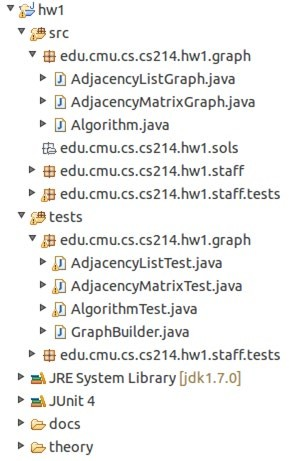 hw1
src
edu.cmu.cs.cs214.hw1.graph
AdjacencyListGraph.java
AdjacencyMatrixGraph.java
Algorithm.java
edu.cmu.cs.cs214.hw1.sols
edu.cmu.cs.cs214.hw1.staff
edu.cmu.cs.cs214.hw1.staff.tests
tests
edu.cmu.cs.cs214.hw1.graph
AdjacencyListTest.java
AdjacencyMatrixTest.java
AlgorithmTest.java
GraphBuilder.java
edu.cmu.cs.cs214.hw1.staff.tests
JRE System Library [jdk1.7.0]
JUnit 4
docs
theory